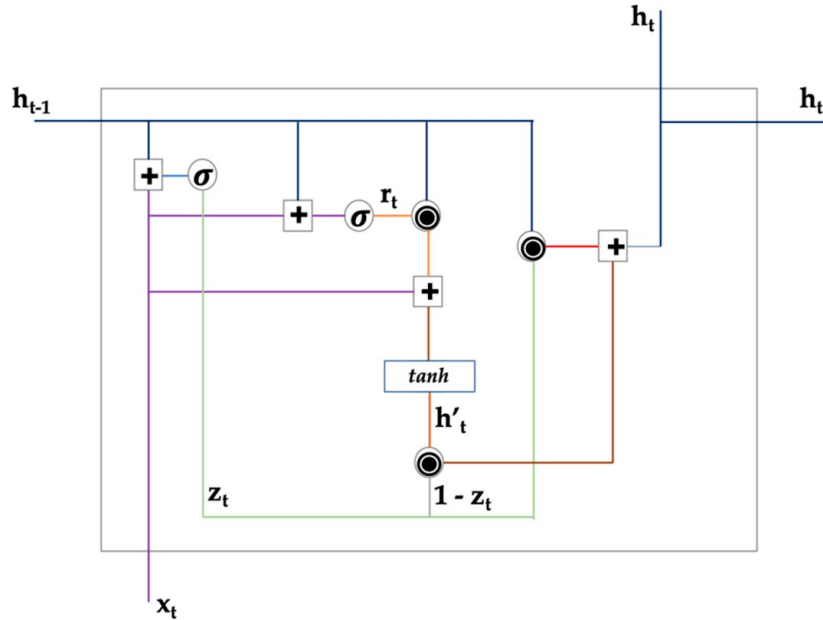 hₜ
hₜ₋₁
hₜ
+
σ
rₜ
+
σ
+
+
tanh
h′ₜ
zₜ
1 - zₜ
xₜ